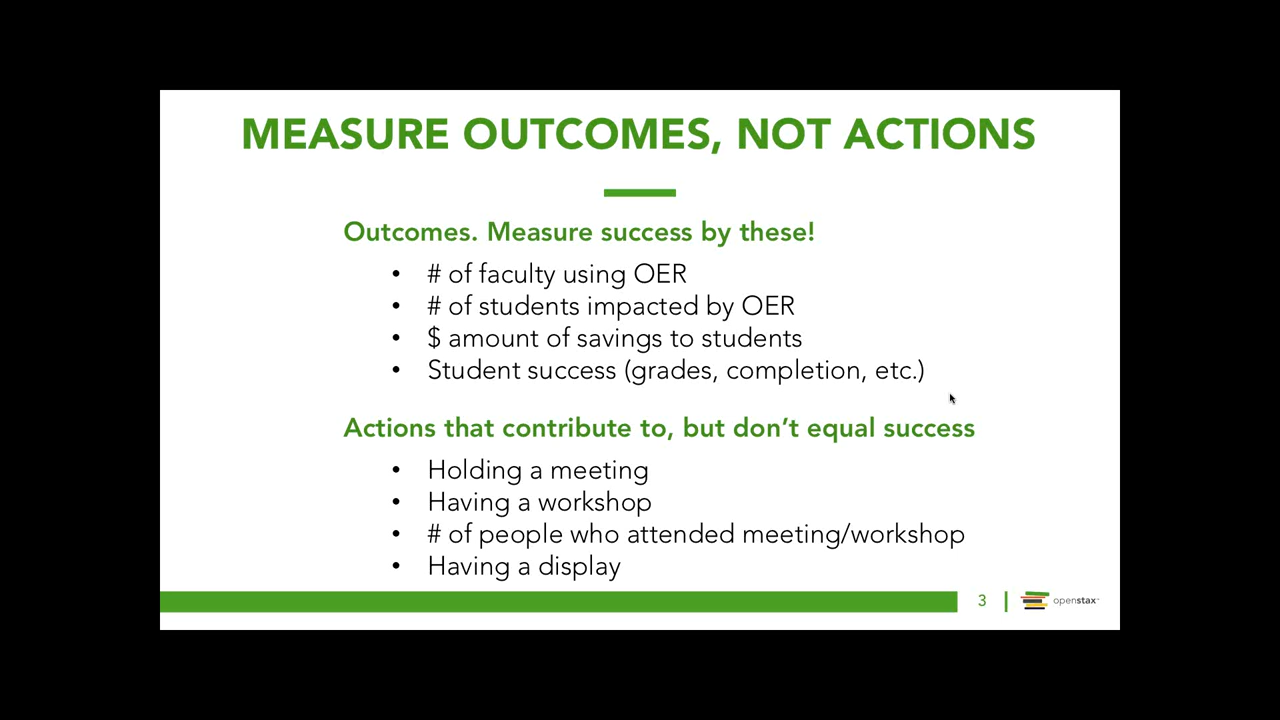 MEASURE OUTCOMES, NOT ACTIONS
Outcomes. Measure success by these!
• # of faculty using OER
• # of students impacted by OER
• $ amount of savings to students
• Student success (grades, completion, etc.)
Actions that contribute to, but don’t equal success
• Holding a meeting
• Having a workshop
• # of people who attended meeting/workshop
• Having a display
3 | openstax™